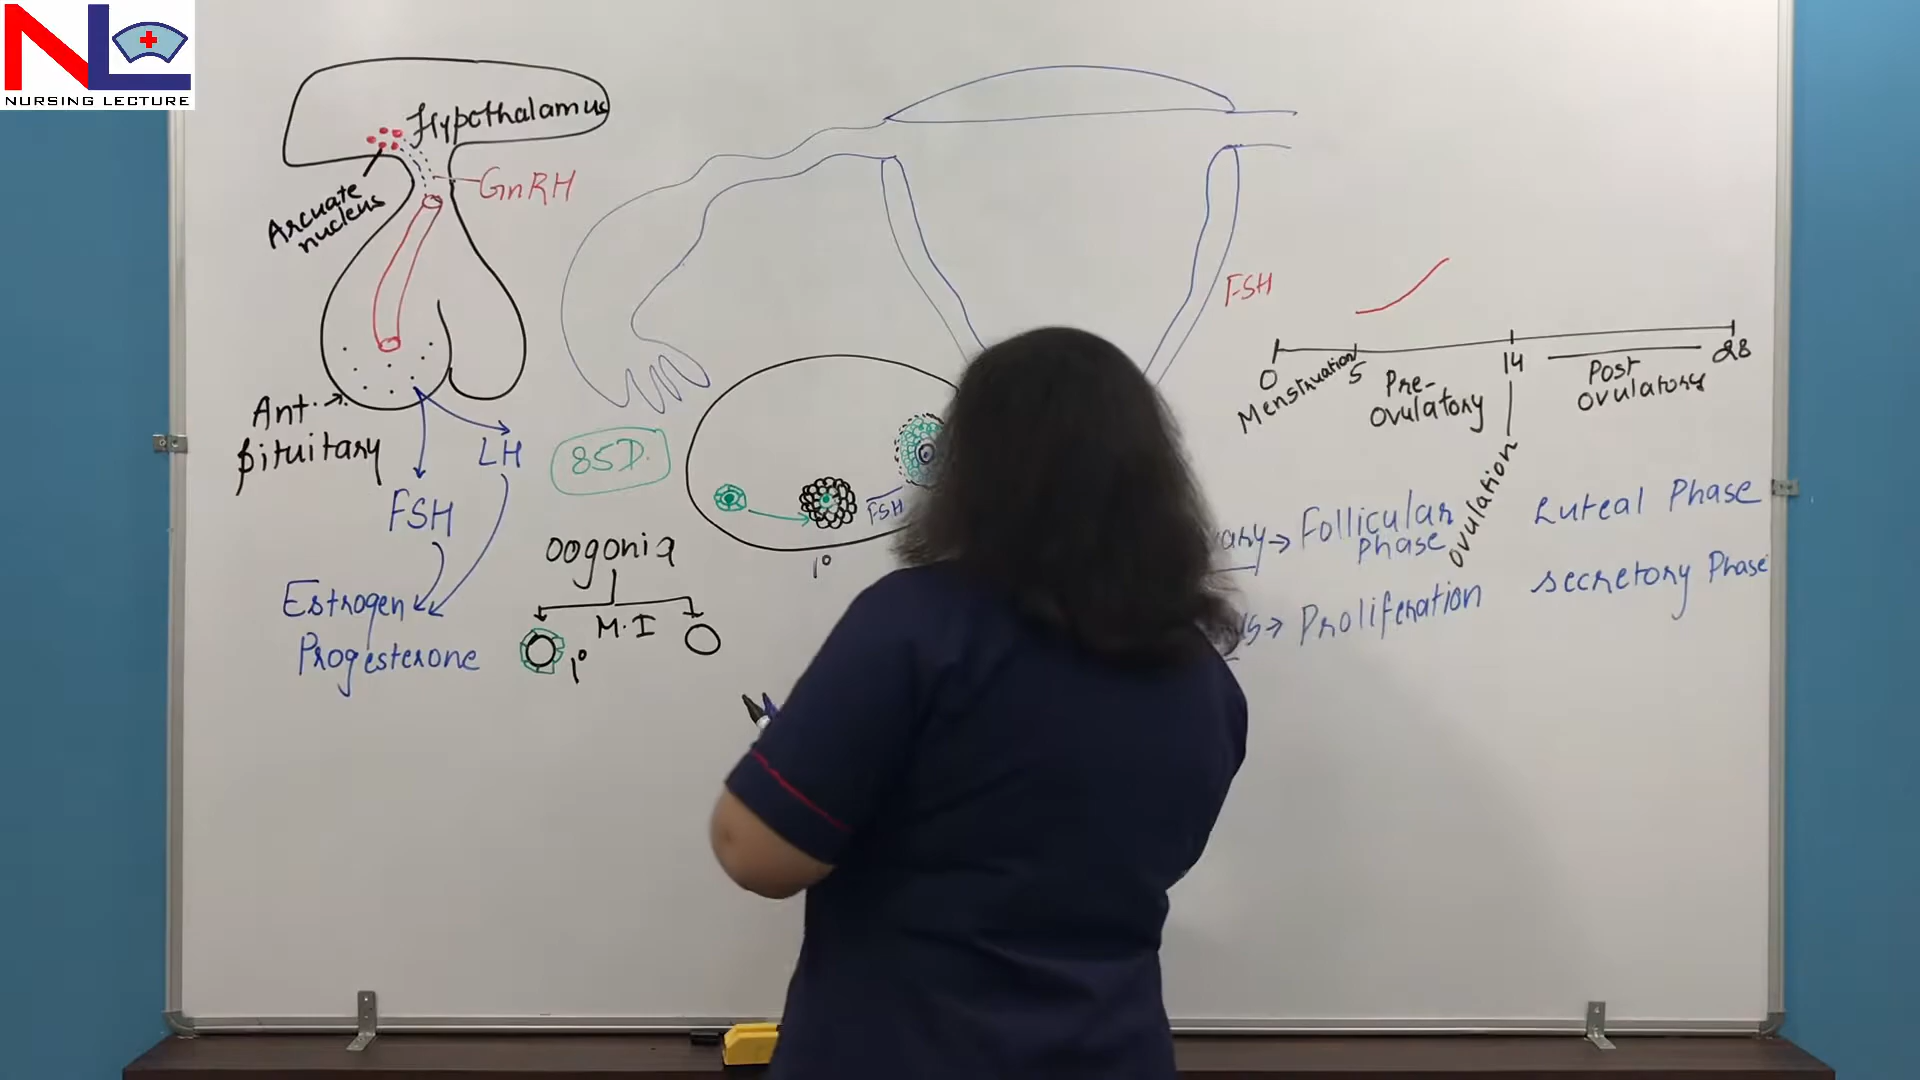 NL
NURSING LECTURE
Hypothalamus
Arcuate
nucleus
GnRH
Ant.
pituitary
LH
FSH
Estrogen
Progesterone
85D.
oogonia
M.I
1°
FSH
1°
FSH
0
5
14
28
Menstruation
Pre-
ovulatory
Post
ovulatory
ovulation
Follicular
Phase
Luteal Phase
Proliferation
secretory Phase